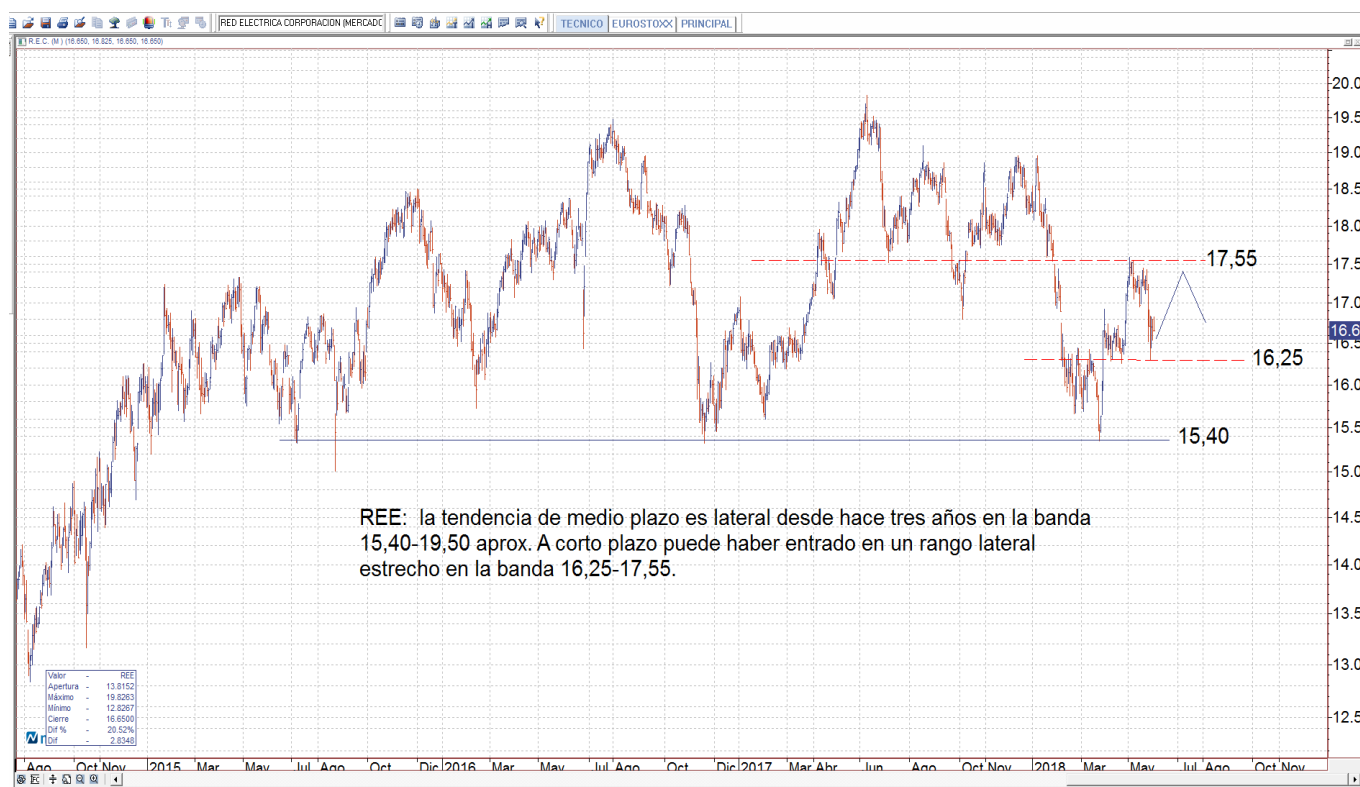 RED ELECTRICA CORPORACION (MERCADO
TECNICO EUROSTOXX PRINCIPAL
R.E.C. (M) (16.650, 16.825, 16.650, 16.650)
20.0
19.5
19.0
18.5
18.0
17,55
17.5
17.0
16.6
16.5
16,25
16.0
15.5
15,40
15.0
REE: la tendencia de medio plazo es lateral desde hace tres años en la banda
15,40-19,50 aprox. A corto plazo puede haber entrado en un rango lateral
estrecho en la banda 16,25-17,55.
14.5
14.0
13.5
13.0
12.5
Valor - REE
Apertura - 13.8152
Máximo - 19.8263
Mínimo - 12.8267
Cierre - 16.6500
Dif % - 20.52%
Dif - 2.8348
Ago Oct Nov 2015 Mar May Jul Ago Oct Dic 2016 Mar May Jul Ago Oct Dic 2017 Mar Abr Jun Ago Oct Nov 2018 Mar May Jul Ago Oct Nov